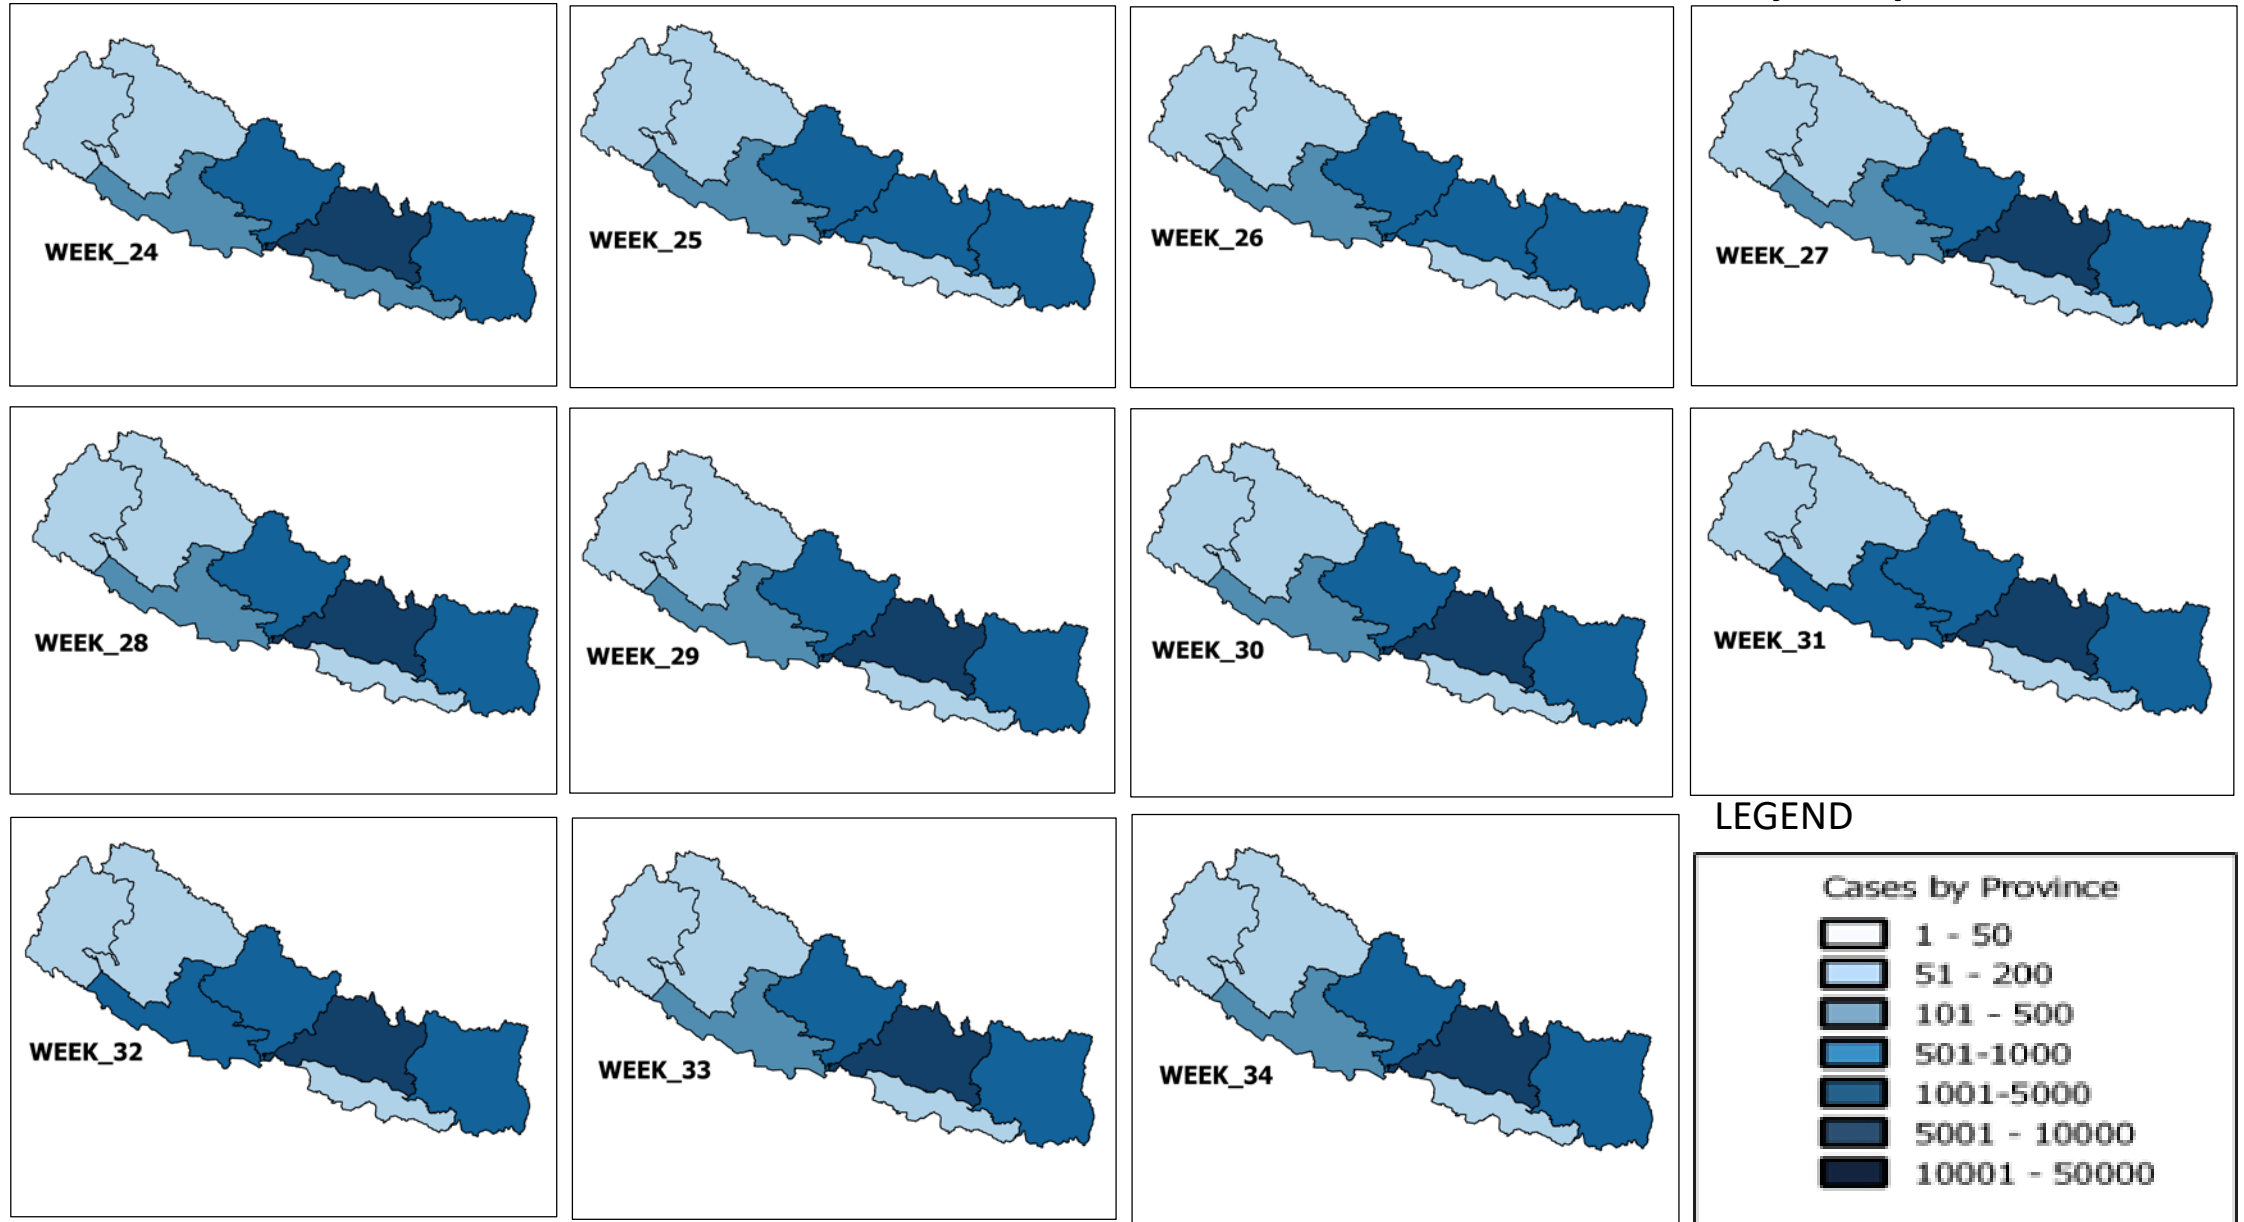 WEEK_24
WEEK_25
WEEK_26
WEEK_27
WEEK_28
WEEK_29
WEEK_30
WEEK_31
WEEK_32
WEEK_33
WEEK_34
LEGEND
Cases by Province
1 - 50
51 - 200
101 - 500
501-1000
1001-5000
5001 - 10000
10001 - 50000